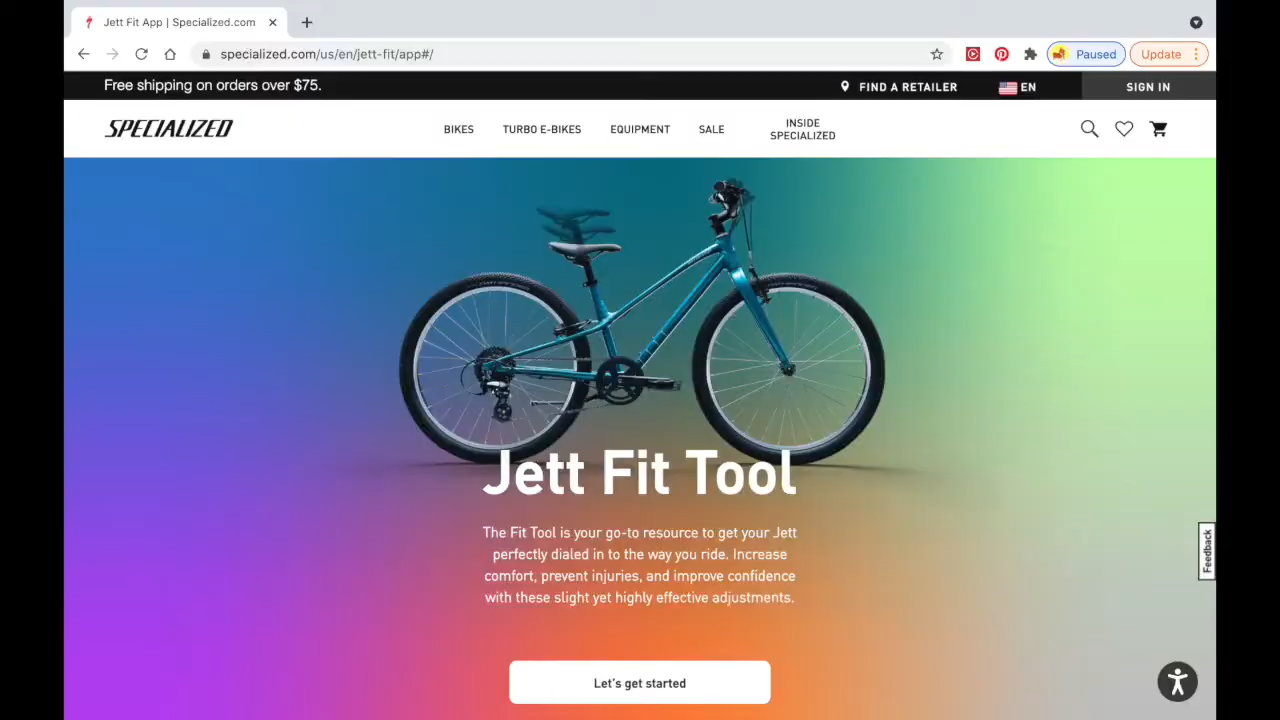 Jett Fit App | Specialized.com
specialized.com/us/en/jett-fit/app#/
Paused
Update
Free shipping on orders over $75.
FIND A RETAILER
EN
SIGN IN
SPECIALIZED
BIKES
TURBO E-BIKES
EQUIPMENT
SALE
INSIDE
SPECIALIZED
Jett Fit Tool
The Fit Tool is your go-to resource to get your Jett
perfectly dialed in to the way you ride. Increase
comfort, prevent injuries, and improve confidence
with these slight yet highly effective adjustments.
Feedback
Let's get started